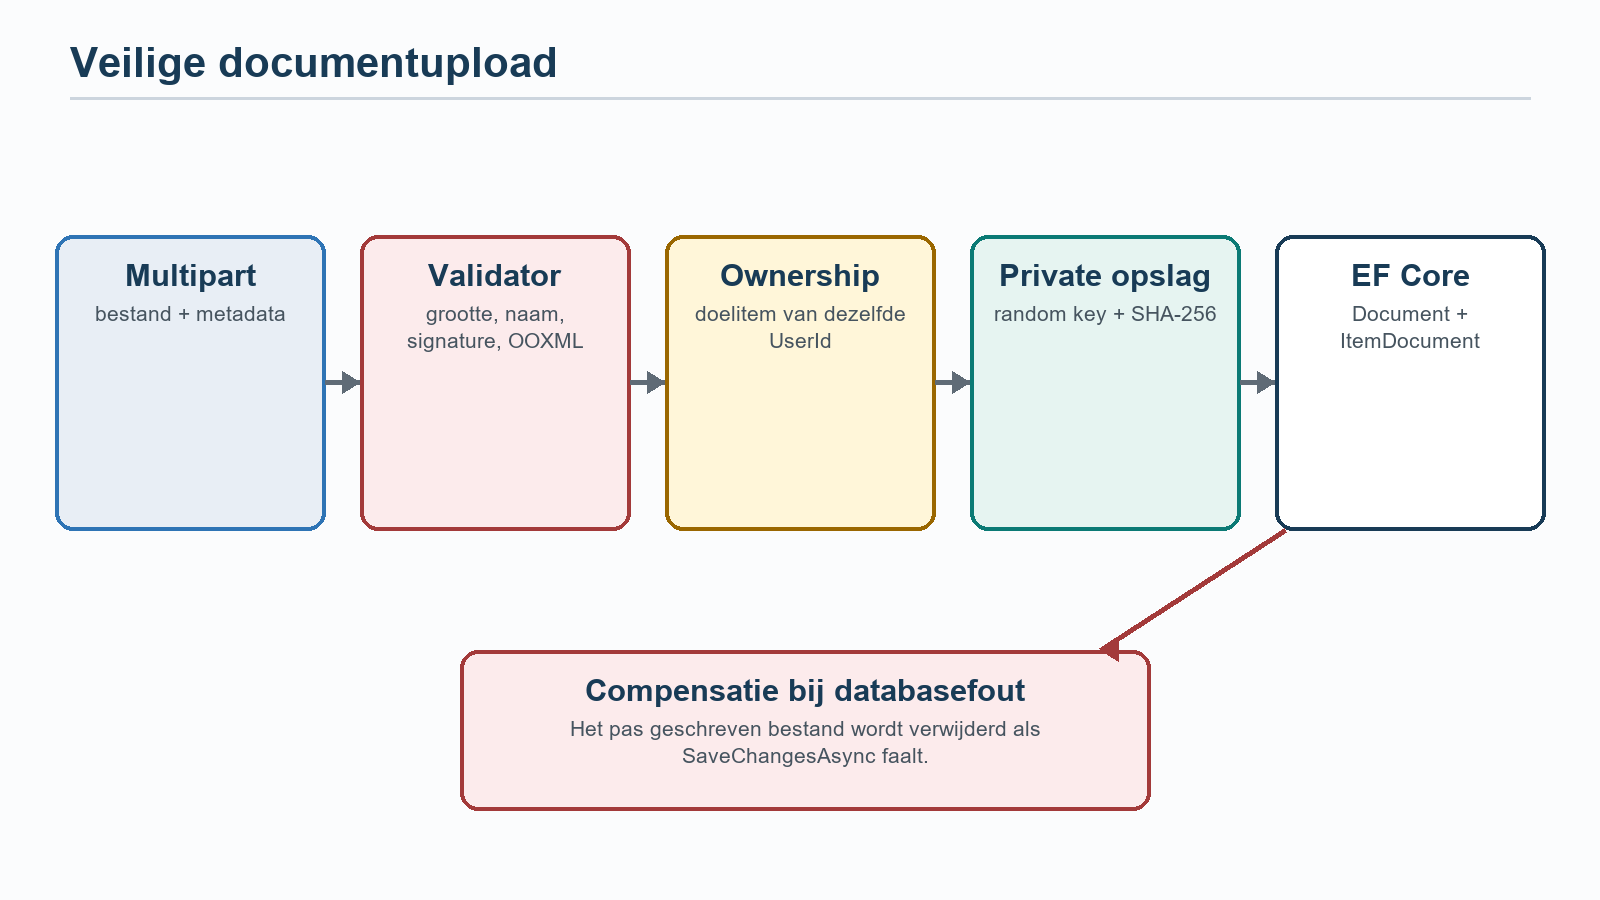 Veilige documentupload
Multipart
bestand + metadata
Validator
grootte, naam,
signature, OOXML
Ownership
doelitem van dezelfde
UserId
Private opslag
random key + SHA-256
EF Core
Document +
ItemDocument
Compensatie bij databasefout
Het pas geschreven bestand wordt verwijderd als
SaveChangesAsync faalt.